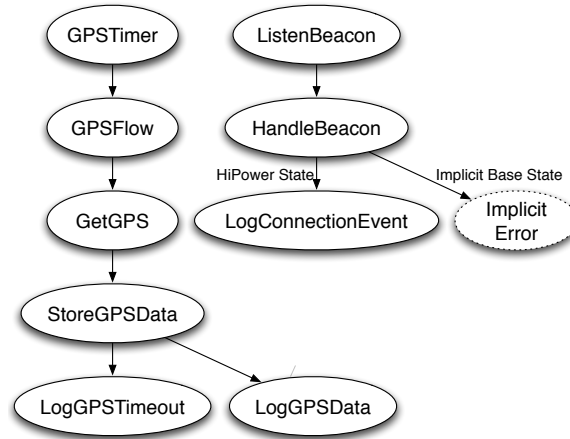 GPSTimer
ListenBeacon
GPSFlow
HandleBeacon
HiPower State
Implicit Base State
GetGPS
LogConnectionEvent
Implicit
Error
StoreGPSData
LogGPSTimeout
LogGPSData